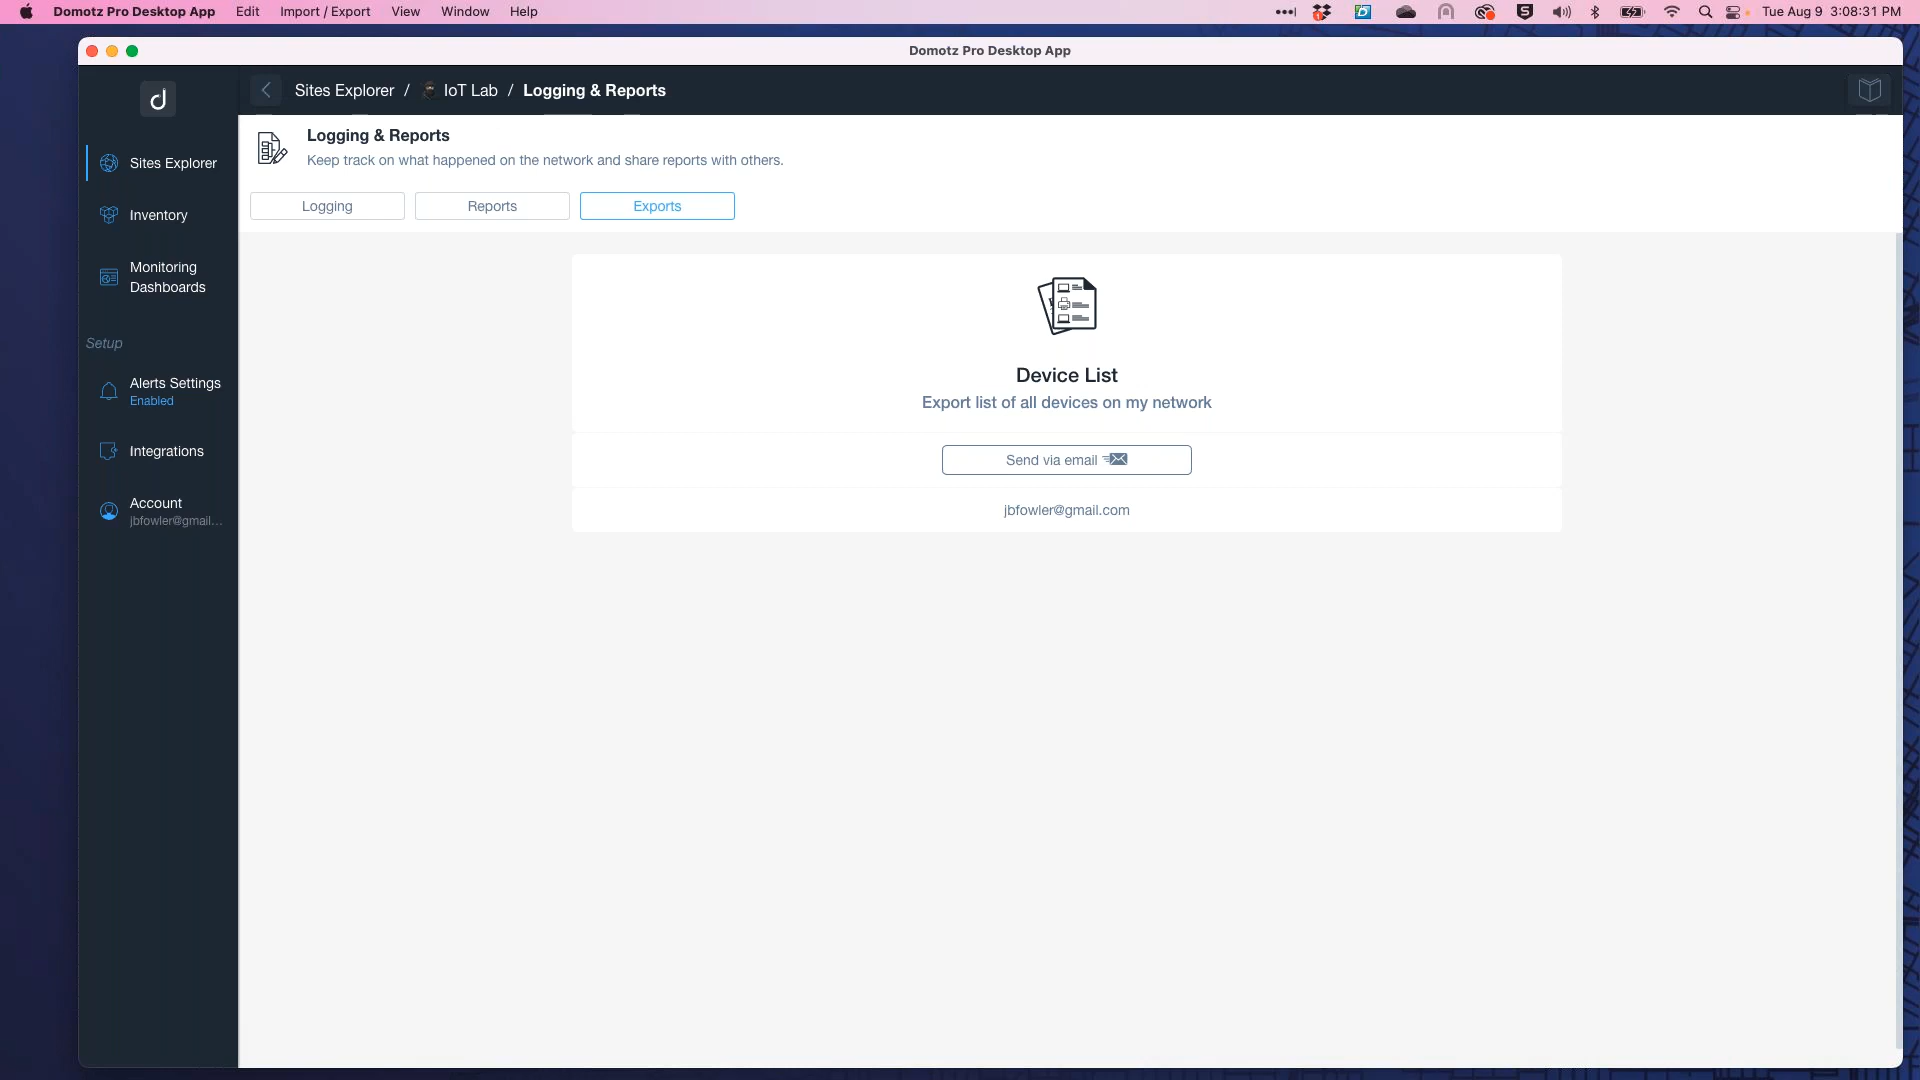 Domotz Pro Desktop App Edit Import / Export View Window Help Tue Aug 9 3:08:31 PM
Domotz Pro Desktop App
Sites Explorer / IoT Lab / Logging & Reports
Logging & Reports
Keep track on what happened on the network and share reports with others.
Logging Reports Exports
Sites Explorer
Inventory
Monitoring
Dashboards
Setup
Alerts Settings
Enabled
Integrations
Account
jbfowler@gmail...
Device List
Export list of all devices on my network
Send via email
jbfowler@gmail.com